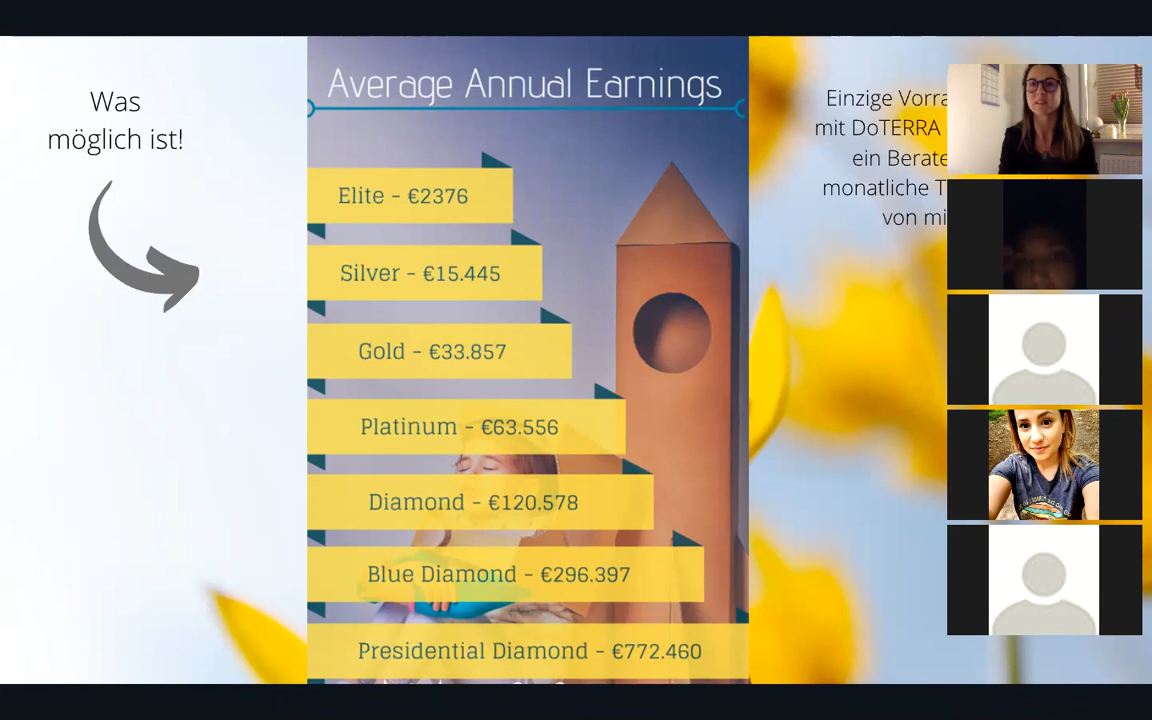 Was
möglich ist!
Average Annual Earnings
Elite - €2376
Silver - €15.445
Gold - €33.857
Platinum - €63.556
Diamond - €120.578
Blue Diamond - €296.397
Presidential Diamond - €772.460
Einzige
mit DoTERRA
ein
monatliche
von